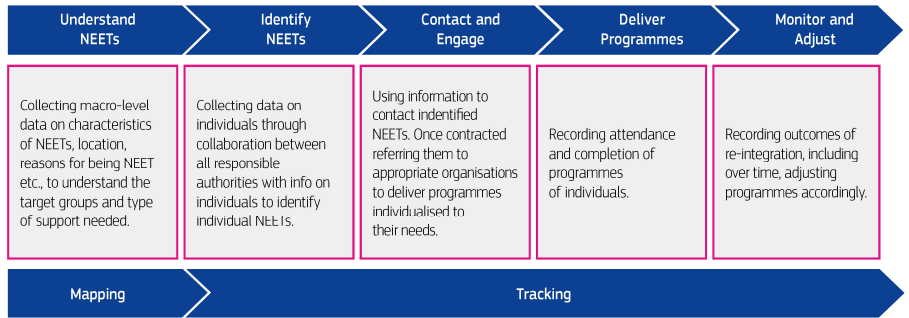 Understand
NEETs
Identify
NEETs
Contact and
Engage
Deliver
Programmes
Monitor and
Adjust
Collecting macro-level
data on characteristics
of NEETs, location,
reasons for being NEET
etc., to understand the
target groups and type
of support needed.
Collecting data on
individuals through
collaboration between
all responsible
authorities with info on
individuals to identify
individual NEETs.
Using information to
contact indentified
NEETs. Once contracted
referring them to
appropriate organisations
to deliver programmes
individualised to
their needs.
Recording attendance
and completion of
programmes
of individuals.
Recording outcomes of
re-integration, including
over time, adjusting
programmes accordingly.
Mapping
Tracking